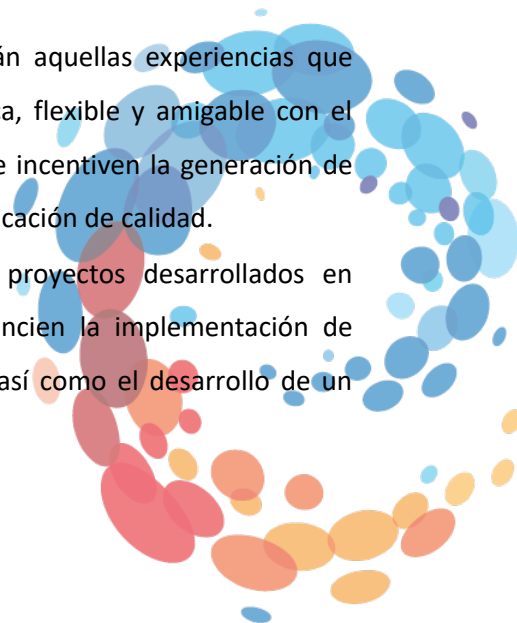 án aquellas experiencias que
ca, flexible y amigable con el
e incentiven la generación de
cación de calidad.
proyectos desarrollados en
ncien la implementación de
así como el desarrollo de un